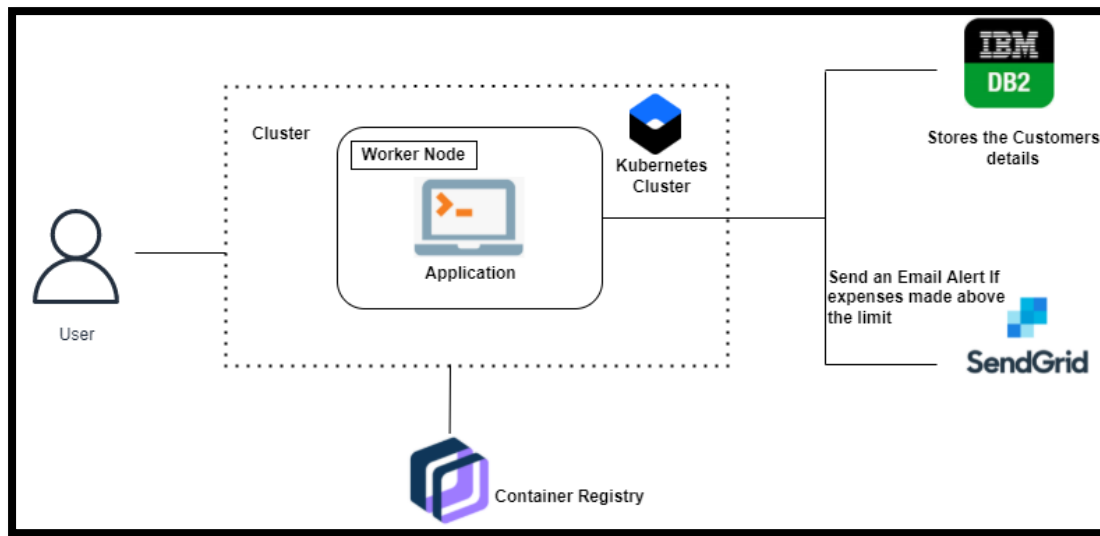 IBM
DB2
Stores the Customers
details
Cluster
Worker Node
Kubernetes
Cluster
Application
User
Send an Email Alert If
expenses made above
the limit
SendGrid
Container Registry